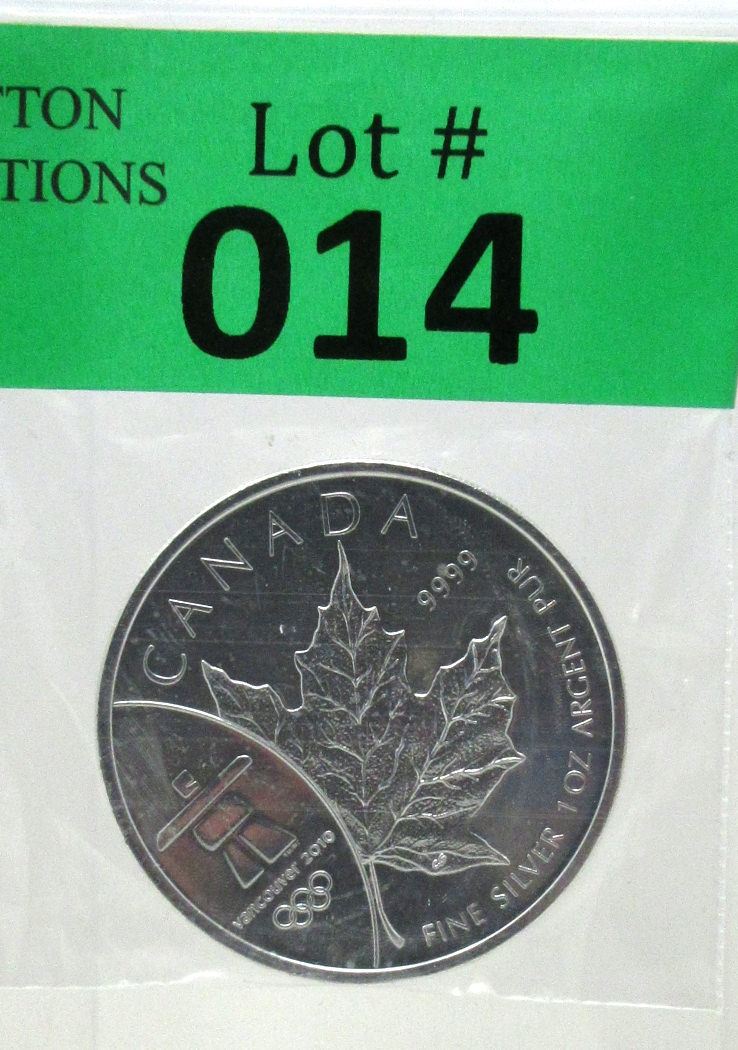 TTON
TIONS
Lot #
014
CANADA
9999
FINE SILVER 1 OZ ARGENT PUR
vancouver 2010